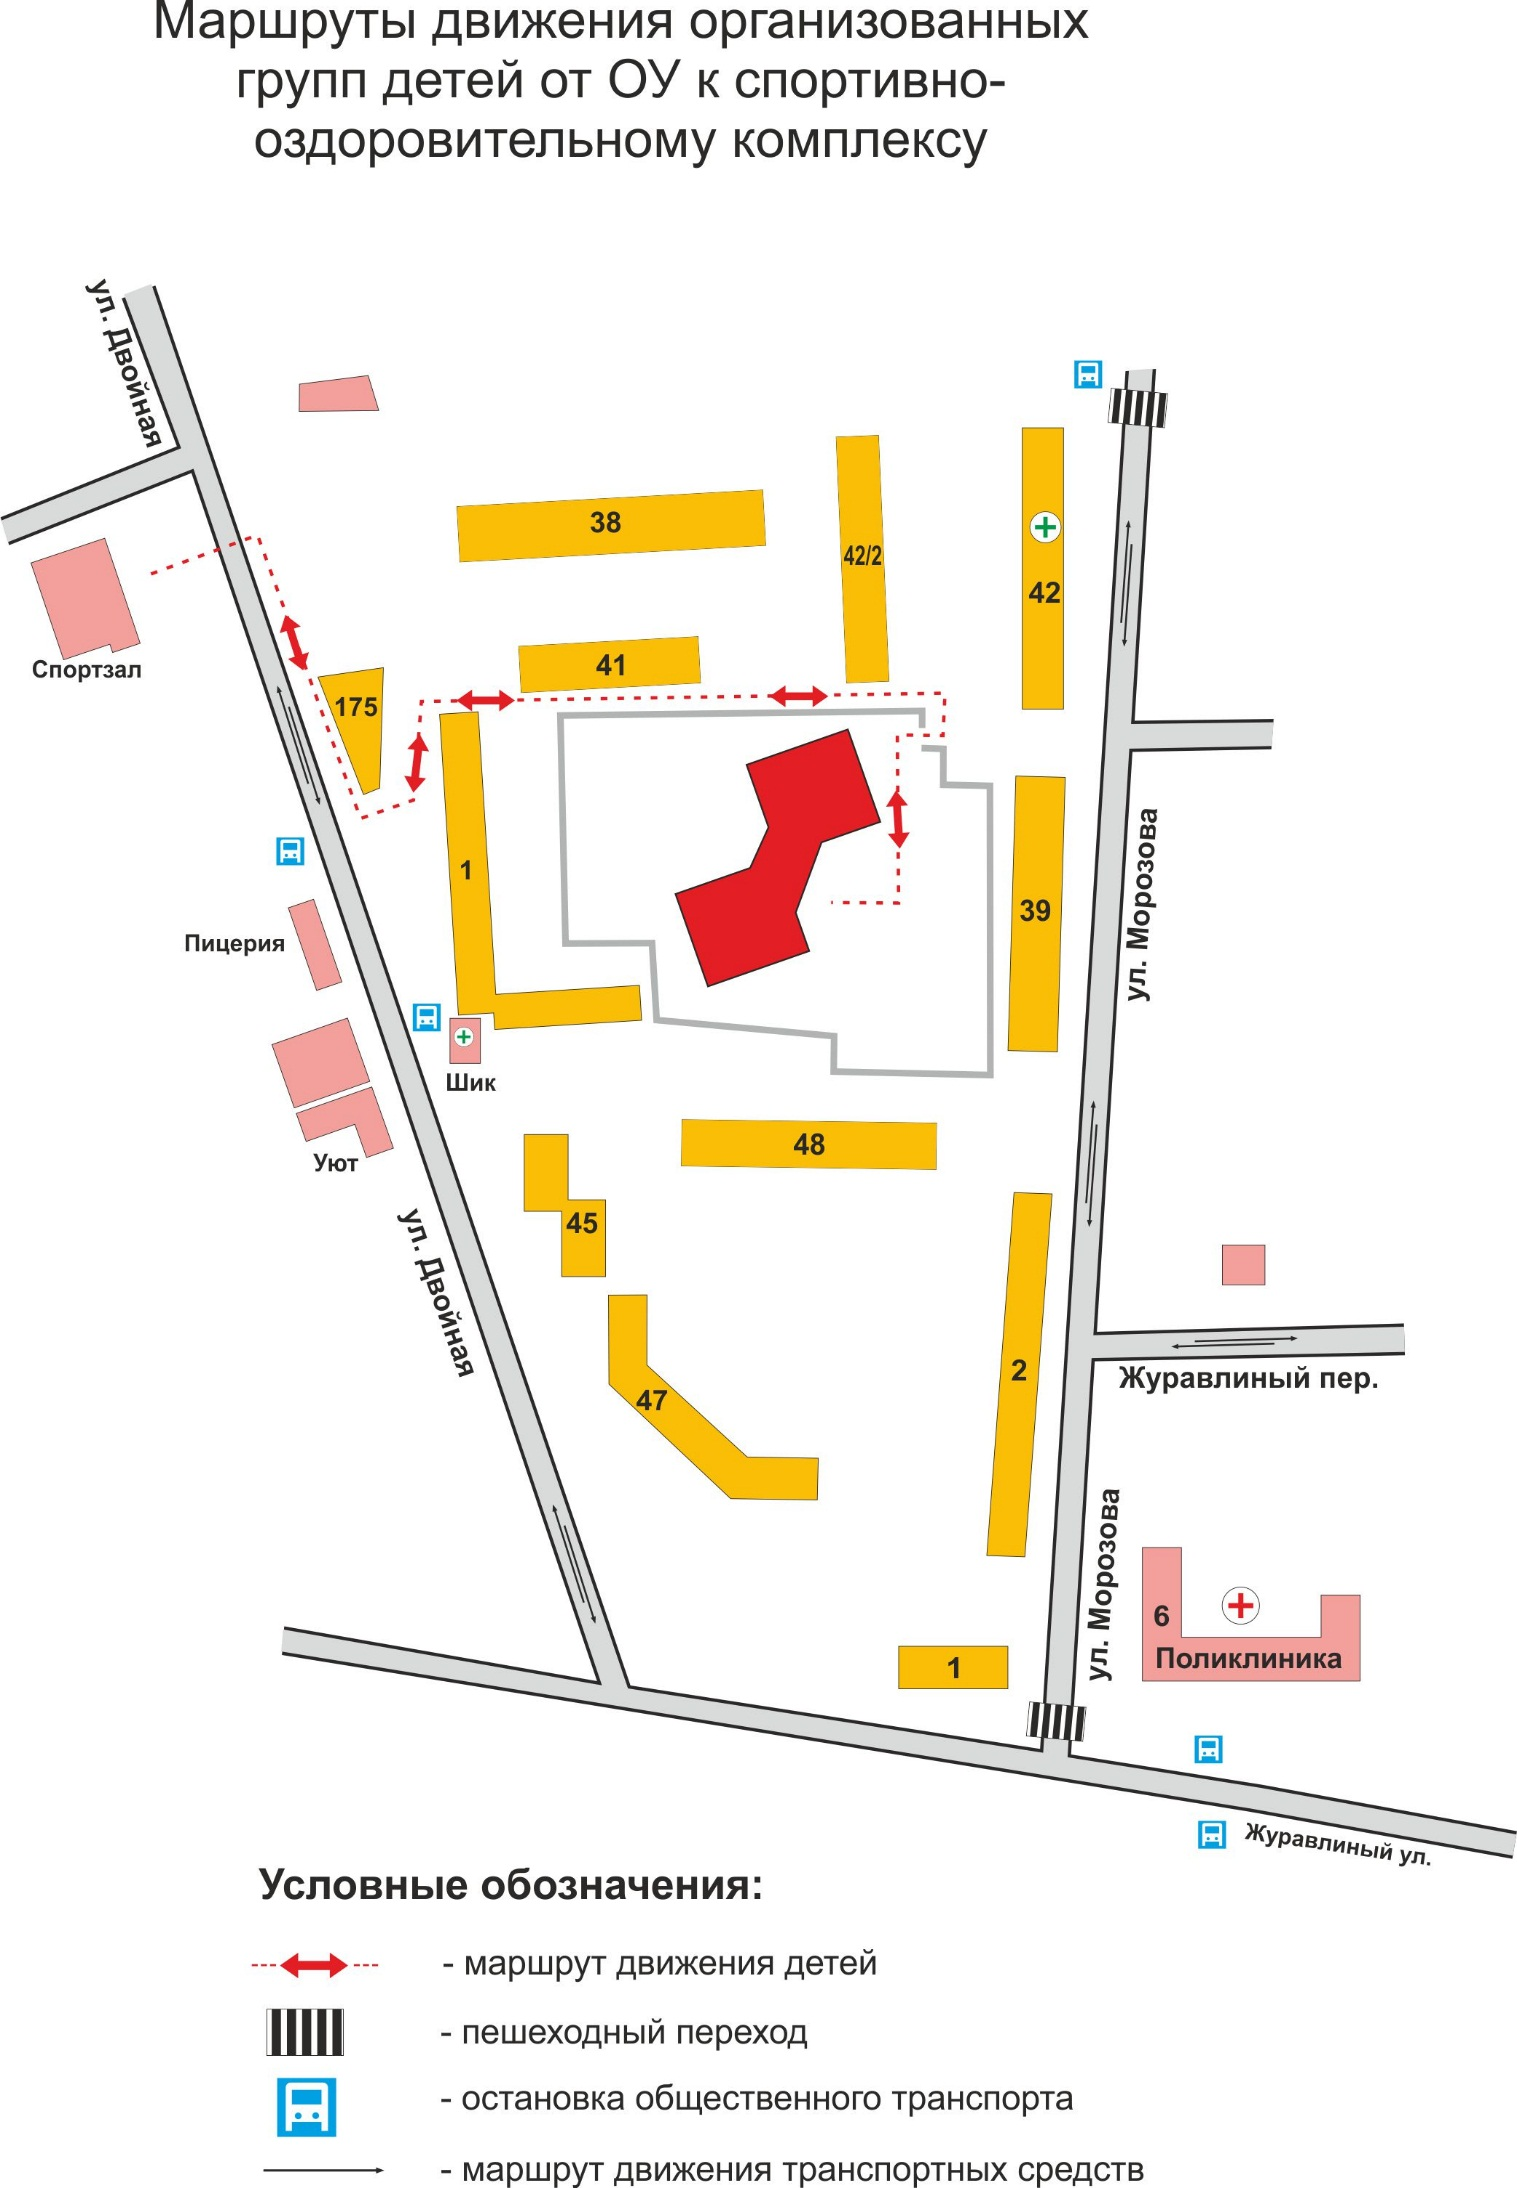 Маршруты движения организованных
групп детей от ОУ к спортивно-
оздоровительному комплексу
ул. Двойная
38
42/2
42
Спортзал
41
175
1
39
ул. Морозова
Пицерия
Шик
Уют
48
45
ул. Двойная
2
Журавлиный пер.
47
ул. Морозова
6
Поликлиника
1
Журавлиный ул.
Условные обозначения:
- маршрут движения детей
- пешеходный переход
- остановка общественного транспорта
- маршрут движения транспортных средств